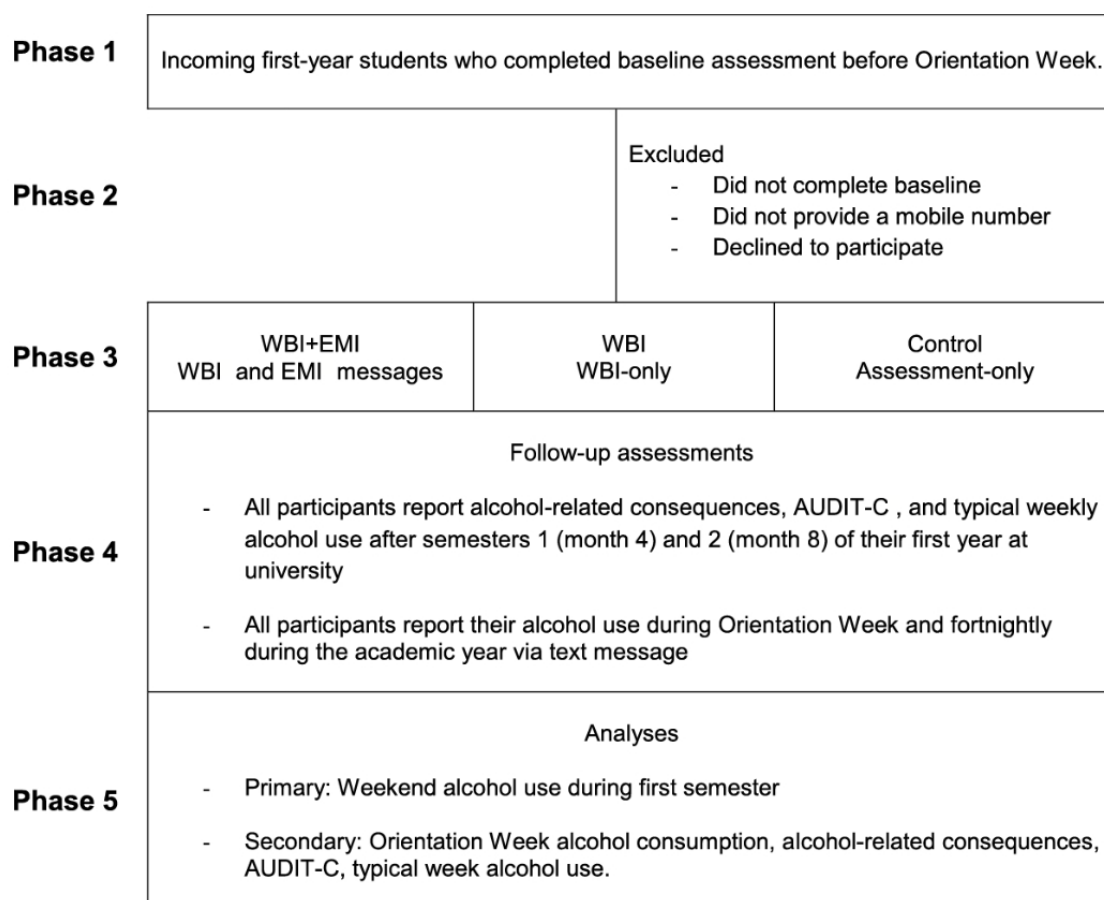 Phase 1
Incoming first-year students who completed baseline assessment before Orientation Week.
Phase 2
Excluded
- Did not complete baseline
- Did not provide a mobile number
- Declined to participate
Phase 3
WBI+EMI
WBI and EMI messages
WBI
WBI-only
Control
Assessment-only
Phase 4
Follow-up assessments
- All participants report alcohol-related consequences, AUDIT-C , and typical weekly
alcohol use after semesters 1 (month 4) and 2 (month 8) of their first year at
university
- All participants report their alcohol use during Orientation Week and fortnightly
during the academic year via text message
Phase 5
Analyses
- Primary: Weekend alcohol use during first semester
- Secondary: Orientation Week alcohol consumption, alcohol-related consequences,
AUDIT-C, typical week alcohol use.